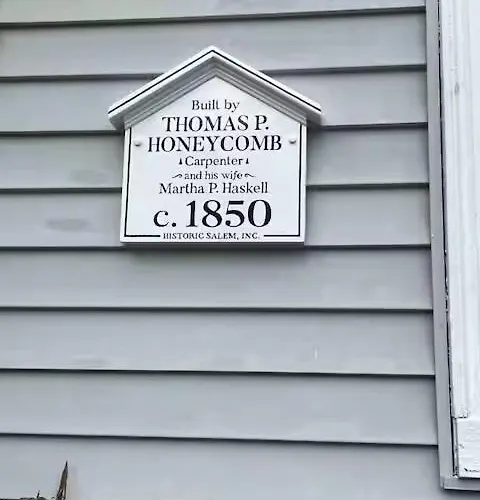 Built by
THOMAS P.
HONEYCOMB
Carpenter
and his wife
Martha P. Haskell
c. 1850
HISTORIC SALEM, INC.